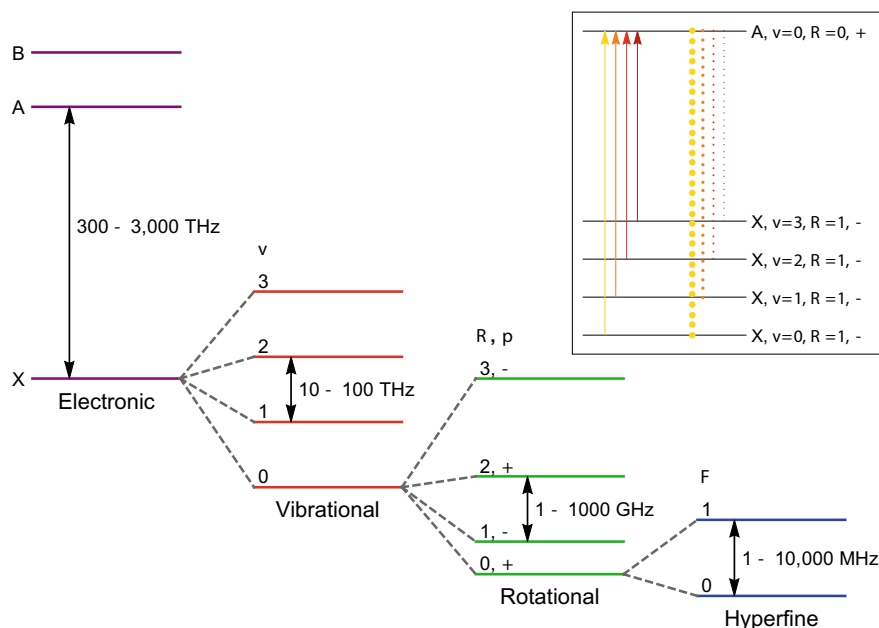 B
A
300 - 3,000 THz
X
Electronic
v
3
2
10 - 100 THz
1
0
Vibrational
R, p
3, -
2, +
1 - 1000 GHz
1, -
0, +
Rotational
F
1
1 - 10,000 MHz
0
Hyperfine
A, v=0, R=0, +
X, v=3, R=1, -
X, v=2, R=1, -
X, v=1, R=1, -
X, v=0, R=1, -